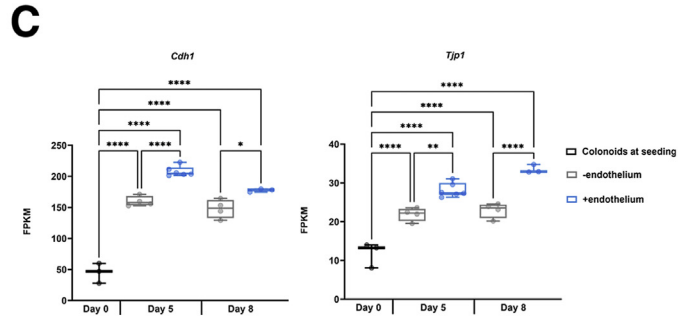 C
Cdh1
Tjp1
****
****
****
****
****
****
****
****
*
****
**
****
250
200
150
100
50
0
FPKM
40
30
20
10
0
FPKM
Day 0
Day 5
Day 8
Day 0
Day 5
Day 8
Colonoids at seeding
-endothelium
+endothelium